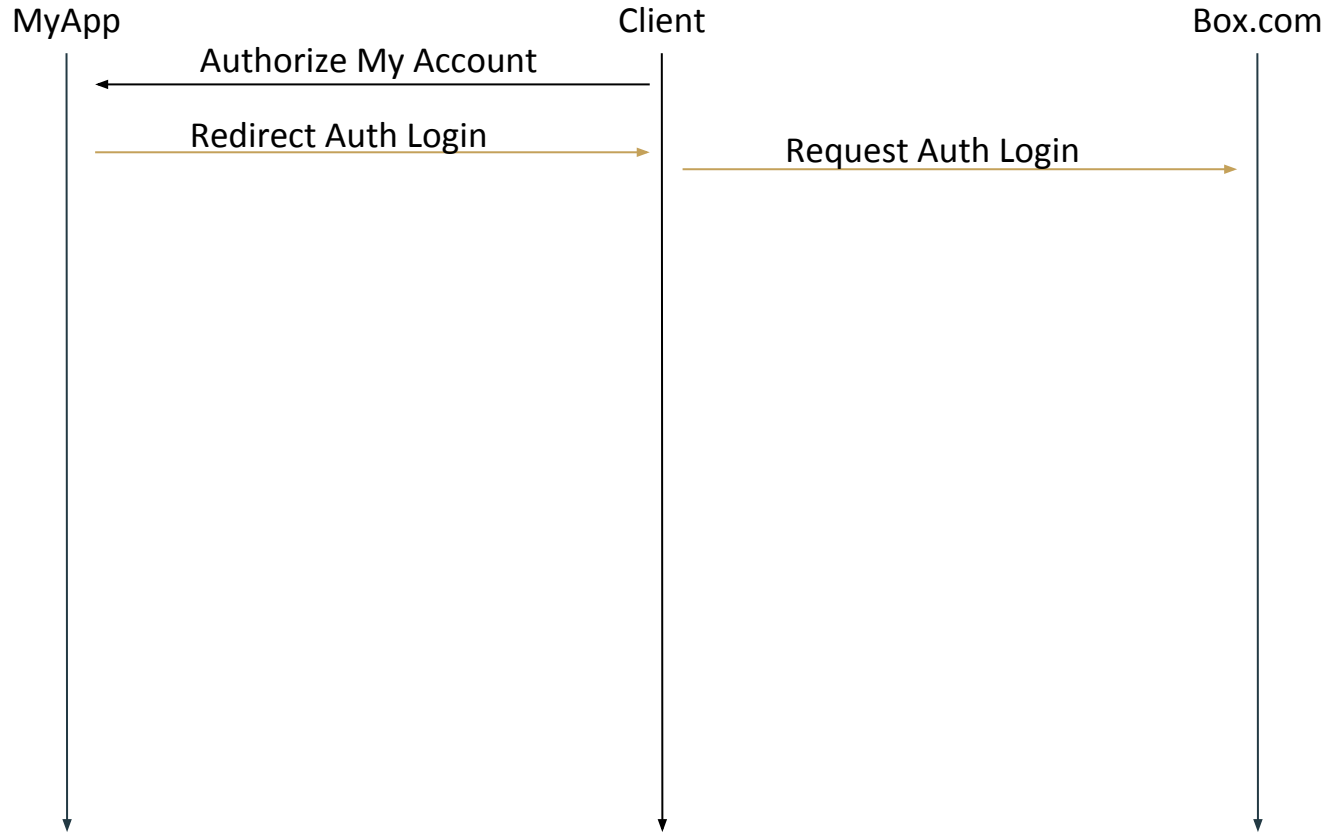 MyApp
Client
Box.com
Authorize My Account
Redirect Auth Login
Request Auth Login